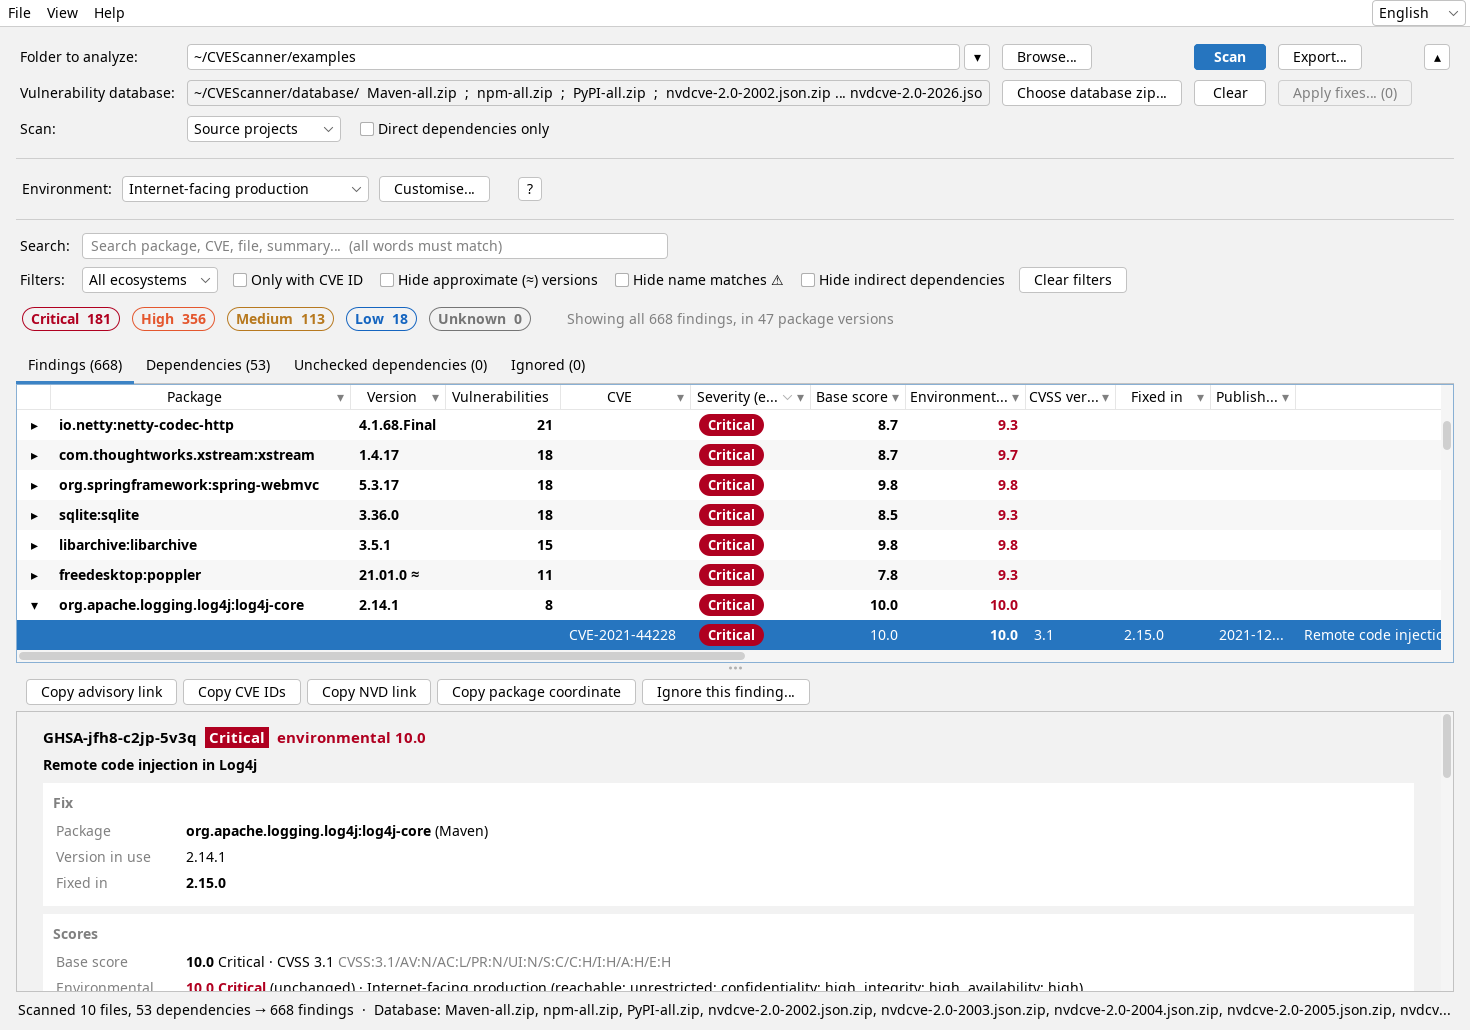 File View Help English
Folder to analyze: ~/CVEScanner/examples ▾ Browse... Scan Export... ▴
Vulnerability database: ~/CVEScanner/database/ Maven-all.zip ; npm-all.zip ; PyPI-all.zip ; nvdcve-2.0-2002.json.zip ... nvdcve-2.0-2026.jso Choose database zip... Clear Apply fixes... (0)
Scan: Source projects Direct dependencies only
Environment: Internet-facing production Customise... ?
Search: Search package, CVE, file, summary... (all words must match)
Filters: All ecosystems Only with CVE ID Hide approximate (≈) versions Hide name matches ⚠ Hide indirect dependencies Clear filters
Critical 181 High 356 Medium 113 Low 18 Unknown 0 Showing all 668 findings, in 47 package versions
Findings (668) Dependencies (53) Unchecked dependencies (0) Ignored (0)
Package ▼ Version ▼ Vulnerabilities CVE ▼ Severity (e... ▼ Base score ▼ Environment... ▼ CVSS ver... ▼ Fixed in ▼ Publish... ▼
▸ io.netty:netty-codec-http 4.1.68.Final 21 Critical 8.7 9.3
▸ com.thoughtworks.xstream:xstream 1.4.17 18 Critical 8.7 9.7
▸ org.springframework:spring-webmvc 5.3.17 18 Critical 9.8 9.8
▸ sqlite:sqlite 3.36.0 18 Critical 8.5 9.3
▸ libarchive:libarchive 3.5.1 15 Critical 9.8 9.8
▸ freedesktop:poppler 21.01.0 ≈ 11 Critical 7.8 9.3
▾ org.apache.logging.log4j:log4j-core 2.14.1 8 Critical 10.0 10.0
CVE-2021-44228 Critical 10.0 10.0 3.1 2.15.0 2021-12... Remote code injectio
Copy advisory link Copy CVE IDs Copy NVD link Copy package coordinate Ignore this finding...
GHSA-jfh8-c2jp-5v3q Critical environmental 10.0
Remote code injection in Log4j
Fix
Package org.apache.logging.log4j:log4j-core (Maven)
Version in use 2.14.1
Fixed in 2.15.0
Scores
Base score 10.0 Critical · CVSS 3.1 CVSS:3.1/AV:N/AC:L/PR:N/UI:N/S:C/C:H/I:H/A:H/E:H
Environmental 10.0 Critical (unchanged) · Internet-facing production (reachable: unrestricted; confidentiality: high, integrity: high, availability: high)
Scanned 10 files, 53 dependencies → 668 findings · Database: Maven-all.zip, npm-all.zip, PyPI-all.zip, nvdcve-2.0-2002.json.zip, nvdcve-2.0-2003.json.zip, nvdcve-2.0-2004.json.zip, nvdcve-2.0-2005.json.zip, nvdcv...